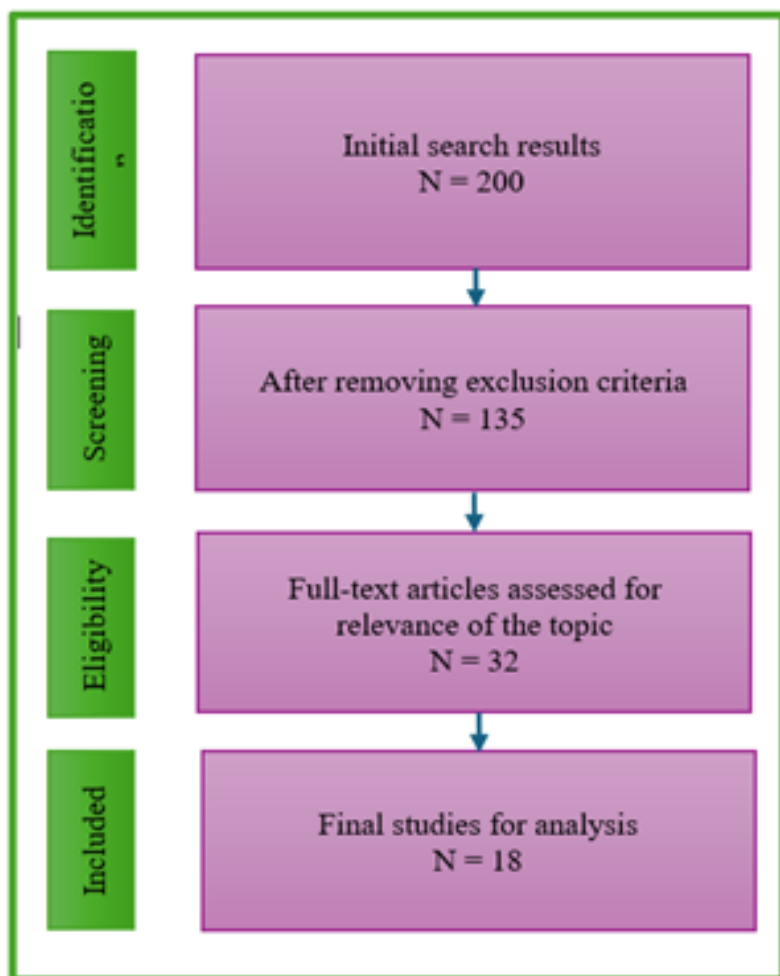 Identificatio
n
Initial search results
N = 200
Screening
After removing exclusion criteria
N = 135
Eligibility
Full-text articles assessed for
relevance of the topic
N = 32
Included
Final studies for analysis
N = 18